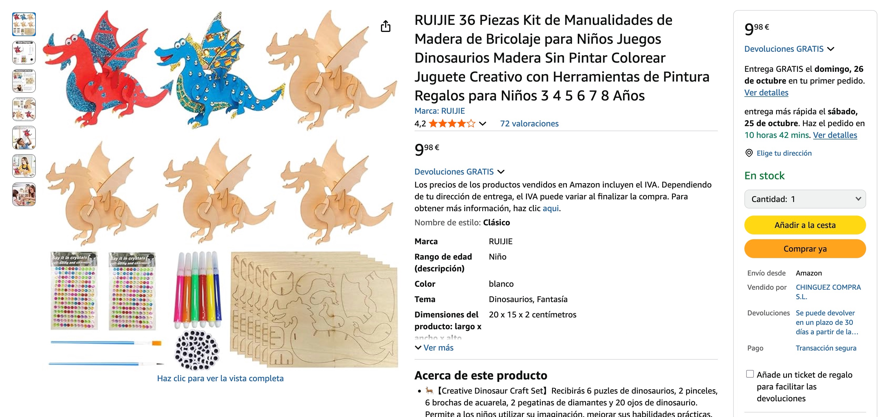 RUIJIE 36 Piezas Kit de Manualidades de
Madera de Bricolaje para Niños Juegos
Dinosaurios Madera Sin Pintar Colorear
Juguete Creativo con Herramientas de Pintura
Regalos para Niños 3 4 5 6 7 8 Años
Marca: RUIJIE
4,2 72 valoraciones
9,98 €
Devoluciones GRATIS
Los precios de los productos vendidos en Amazon incluyen el IVA. Dependiendo
de tu dirección de entrega, el IVA puede variar al finalizar la compra. Para
obtener más información, haz clic aquí.
Nombre de estilo: Clásico
Marca RUIJIE
Rango de edad Niño
(descripción)
Color blanco
Tema Dinosaurios, Fantasía
Dimensiones del 20 x 15 x 2 centímetros
producto: largo x
ancho x alto
Ver más
Acerca de este producto
• 🦕【Creative Dinosaur Craft Set】Recibirás 6 puzles de dinosaurios, 2 pinceles,
6 brochas de acuarela, 2 pegatinas de diamantes y 20 ojos de dinosaurio.
Permite a los niños utilizar su imaginación, mejorar sus habilidades prácticas,
Haz clic para ver la vista completa
9,98 €
Devoluciones GRATIS
Entrega GRATIS el domingo, 26
de octubre en tu primer pedido.
Ver detalles
entrega más rápida el sábado,
25 de octubre. Haz el pedido en
10 horas 42 mins. Ver detalles
Elige tu dirección
En stock
Cantidad: 1
Añadir a la cesta
Comprar ya
Envío desde Amazon
Vendido por CHINGUEZ COMPRA
S.L.
Devoluciones Se puede devolver
en un plazo de 30
días a partir de la...
Pago Transacción segura
Añade un ticket de regalo
para facilitar las
devoluciones